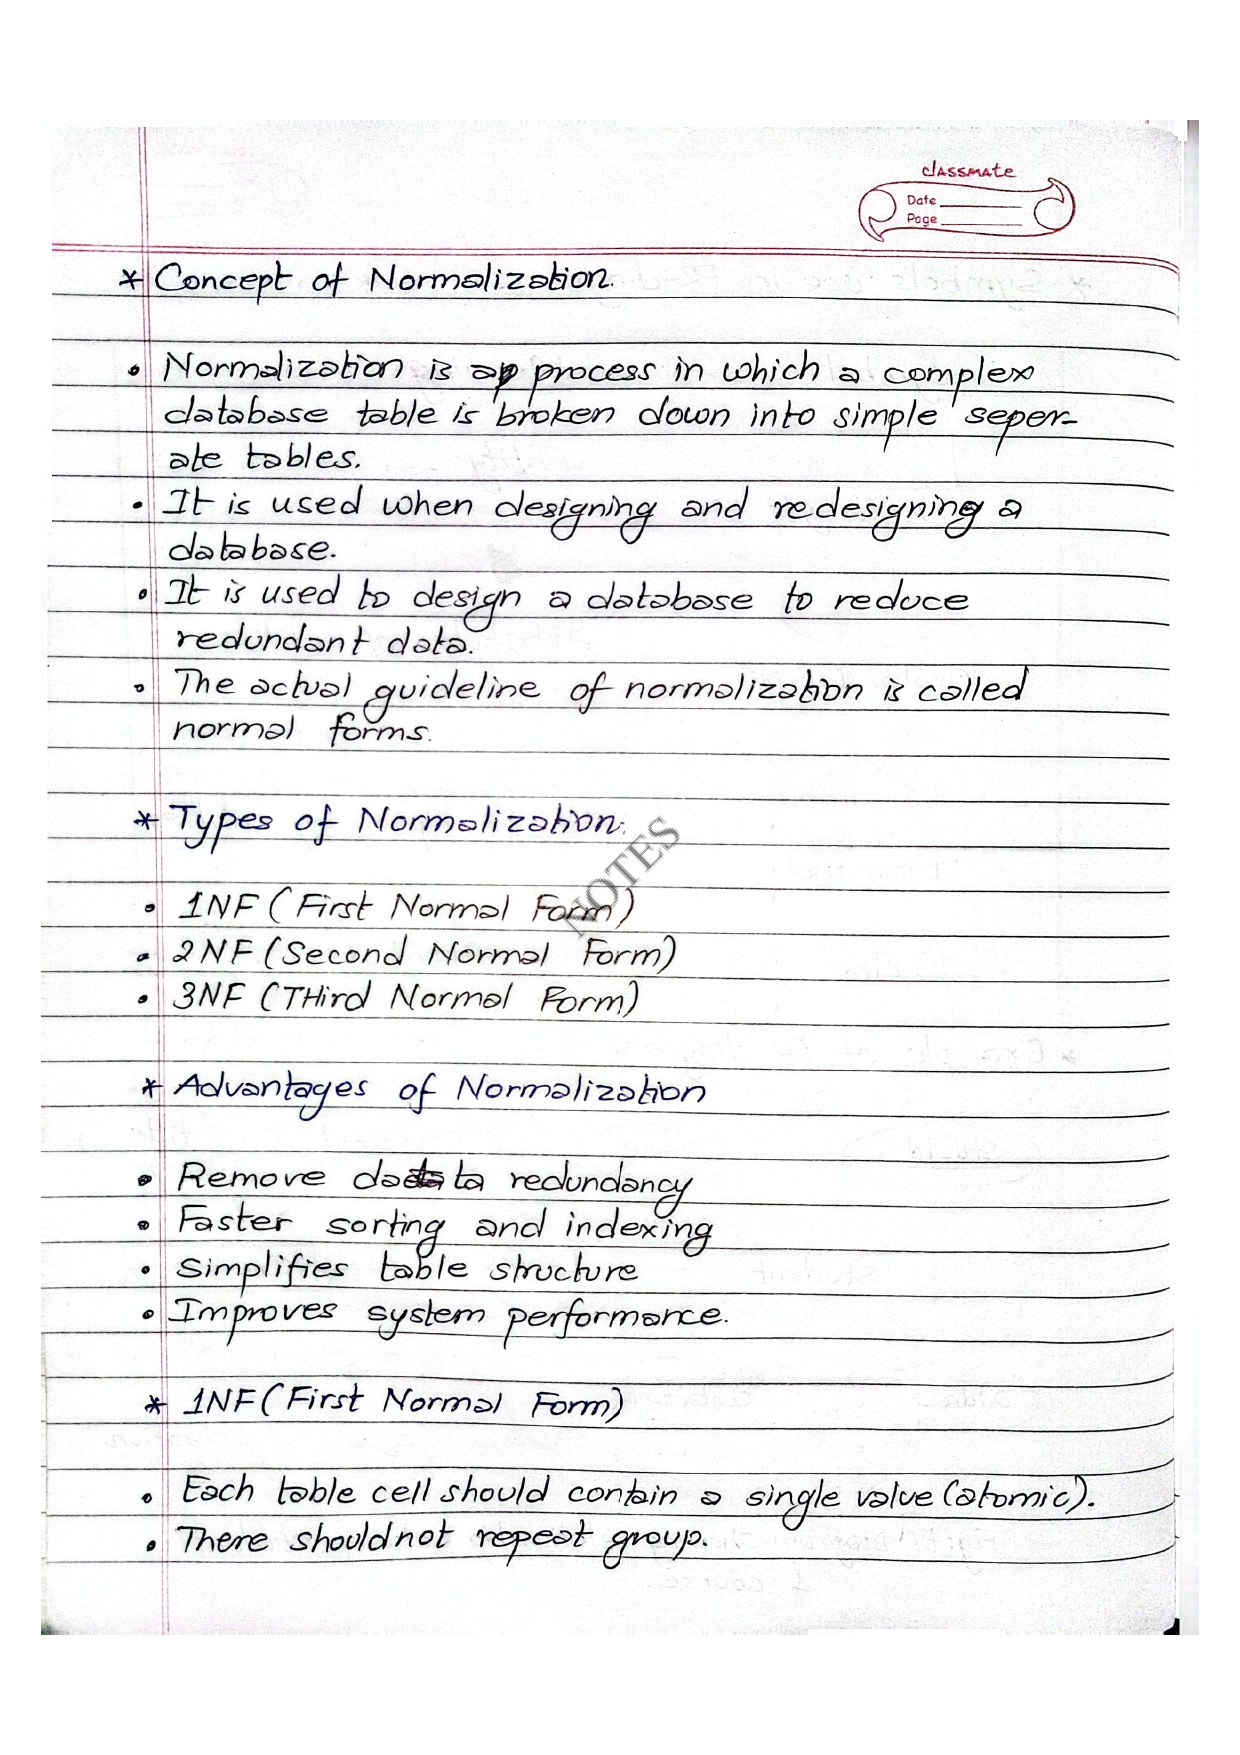 classmate
Date
Page
* Concept of Normalization.
• Normalization is a process in which a complex
database table is broken down into simple seper-
ate tables.
• It is used when designing and redesigning a
database.
• It is used to design a database to reduce
redundant data.
• The actual guideline of normalization is called
normal forms.
* Types of Normalization.
NOTES
• 1NF (First Normal Form)
• 2NF (Second Normal Form)
• 3NF (THird Normal Form)
* Advantages of Normalization
• Remove data redundancy
• Faster sorting and indexing
• Simplifies table structure
• Improves system performance.
* 1NF (First Normal Form)
• Each table cell should contain a single value (atomic).
• There should not repeat group.